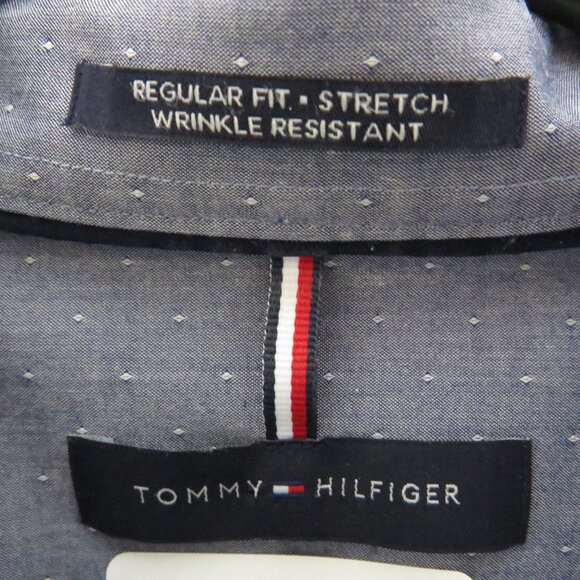 REGULAR FIT. ▪ STRETCH
WRINKLE RESISTANT
TOMMY HILFIGER